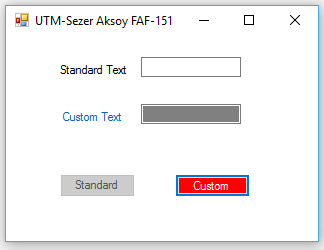 UTM-Sezer Aksoy FAF-151
Standard Text
Custom Text
Standard
Custom